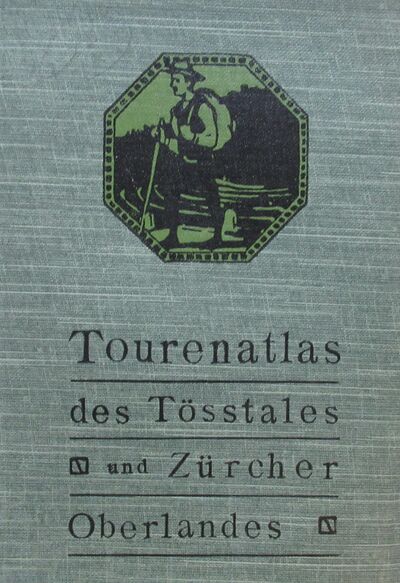 Tourenatlas
des Tösstales
und Zürcher
Oberlandes